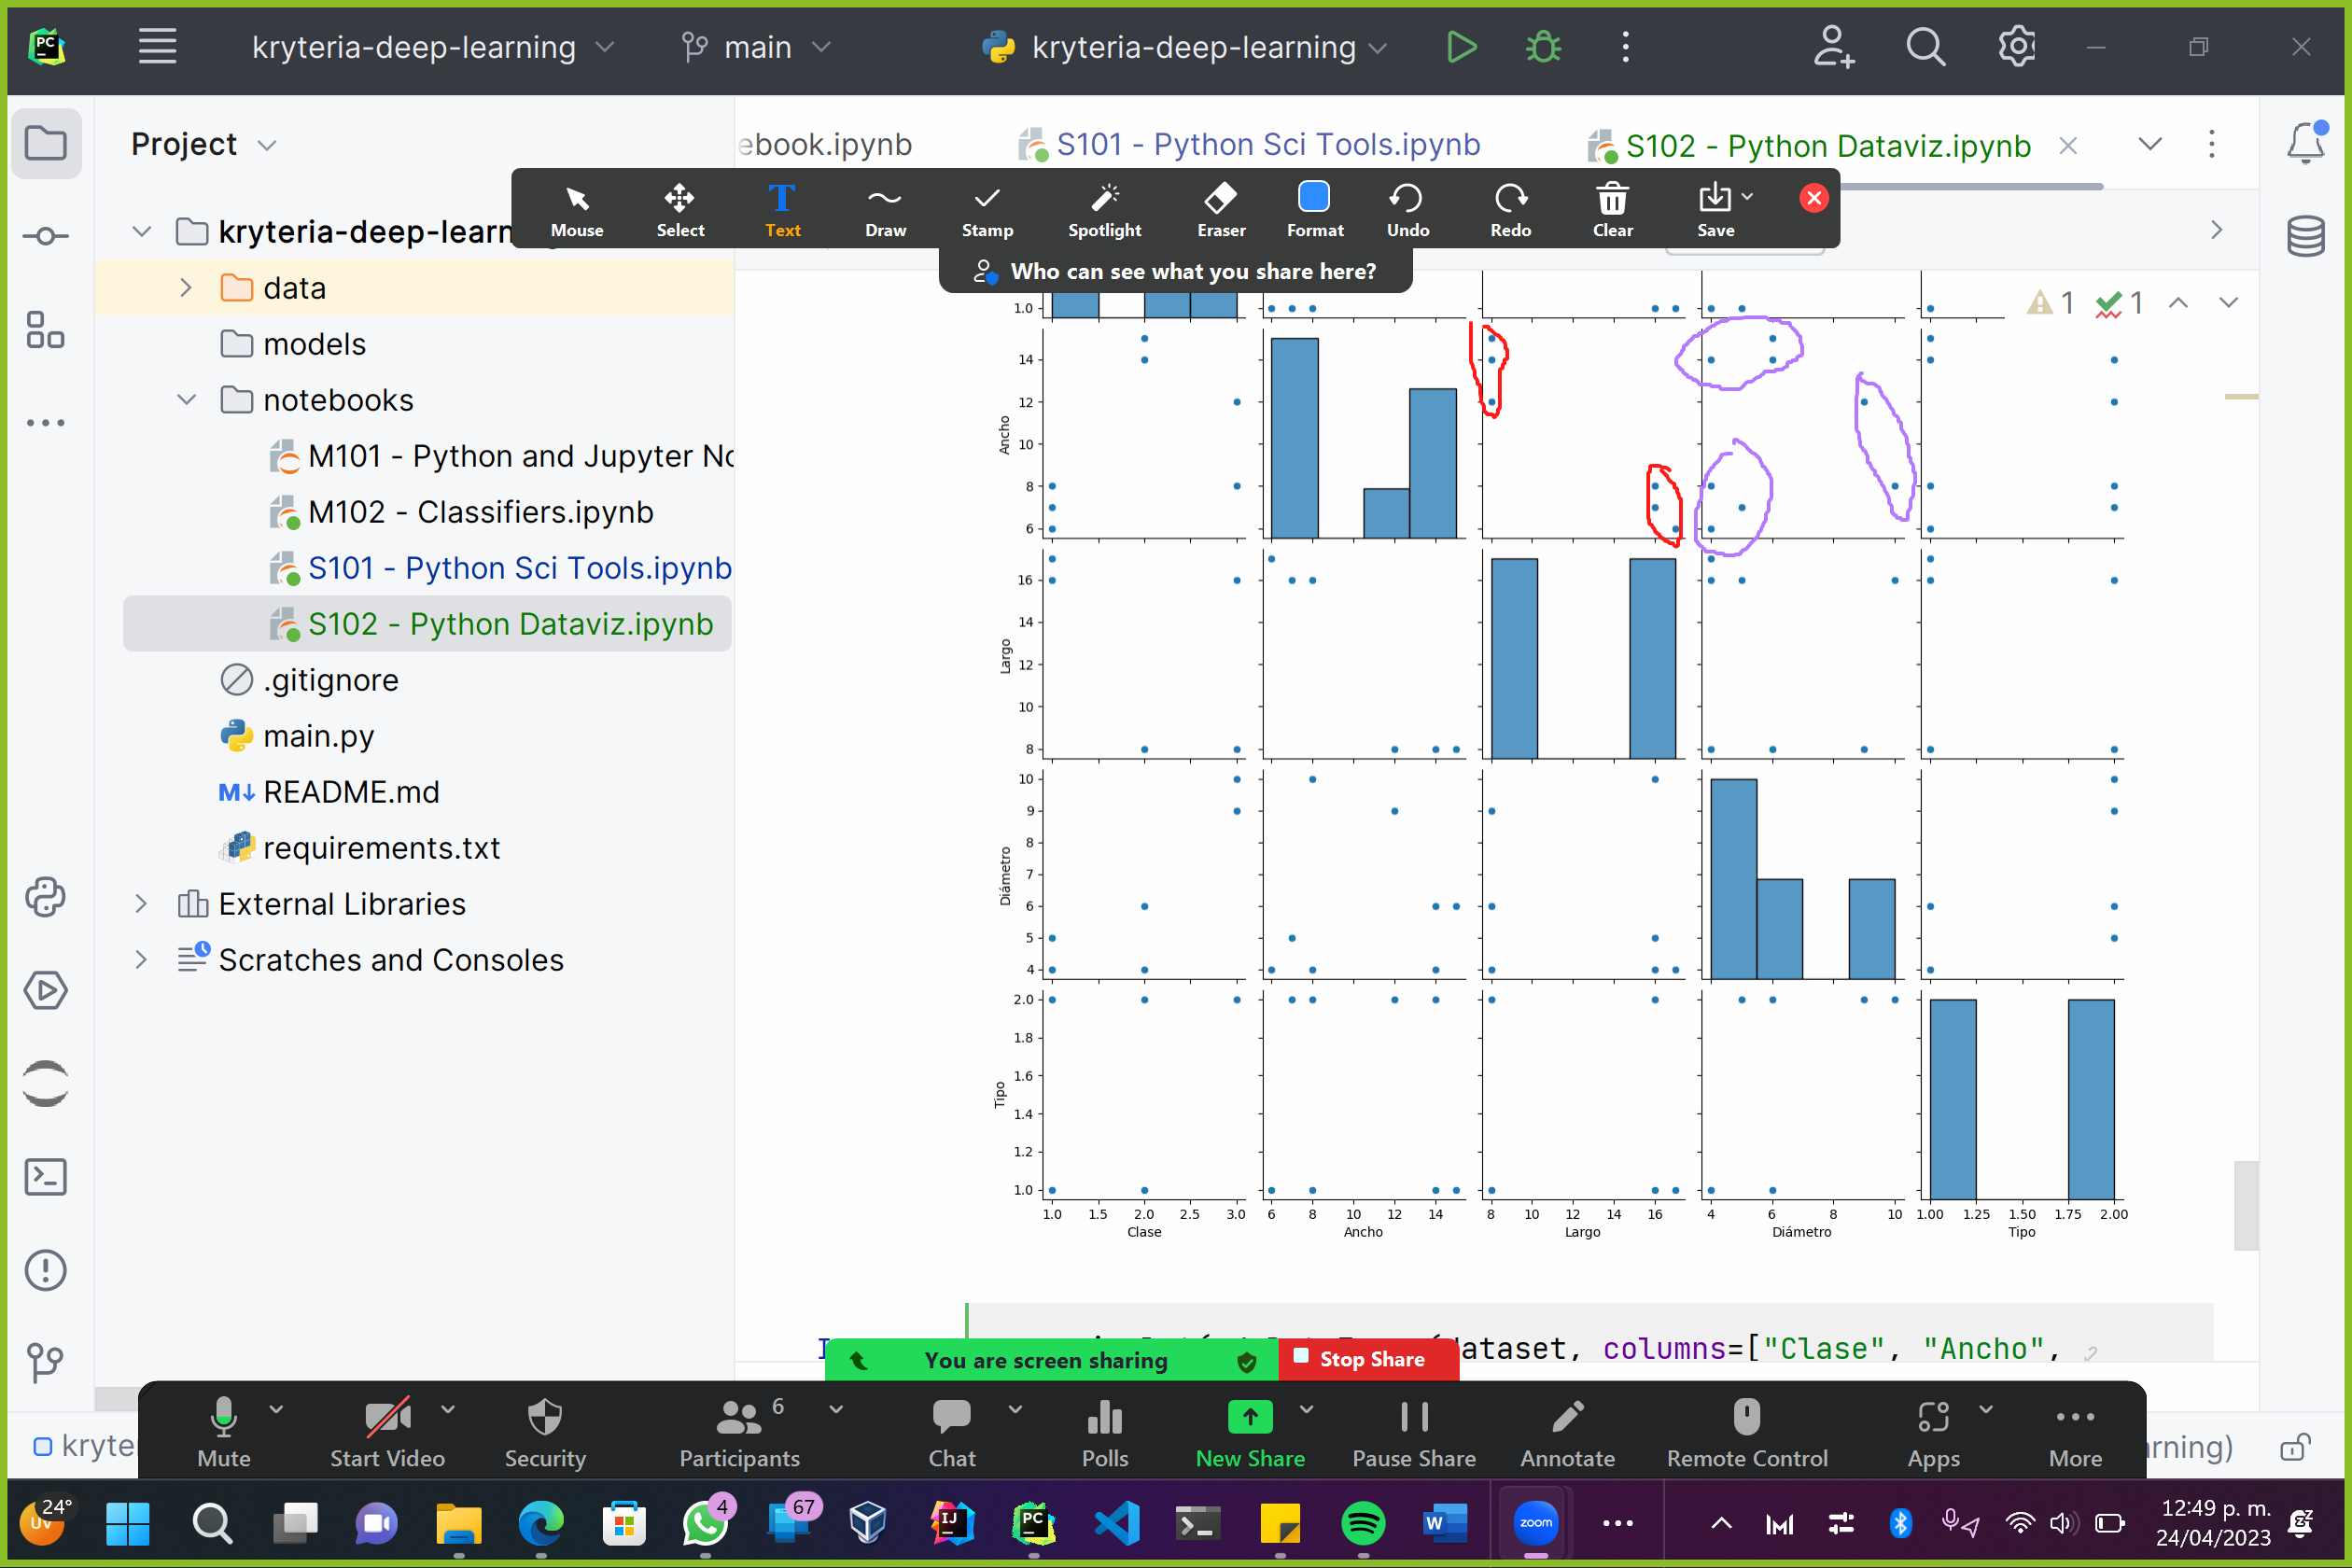 PC
kryteria-deep-learning
main
kryteria-deep-learning
Project
ebook.ipynb
S101 - Python Sci Tools.ipynb
S102 - Python Dataviz.ipynb
Mouse Select Text Draw Stamp Spotlight Eraser Format Undo Redo Clear Save
Who can see what you share here?
1 1
kryteria-deep-learn
data
models
notebooks
M101 - Python and Jupyter No
M102 - Classifiers.ipynb
S101 - Python Sci Tools.ipynb
S102 - Python Dataviz.ipynb
.gitignore
main.py
README.md
requirements.txt
External Libraries
Scratches and Consoles
1.0
14
12
10
8
6
Ancho
16
14
12
10
8
Largo
10
9
8
7
6
5
4
Diámetro
2.0
1.8
1.6
1.4
1.2
1.0
Tipo
1.0 1.5 2.0 2.5 3.0 6 8 10 12 14 8 10 12 14 16 4 6 8 10 1.00 1.25 1.50 1.75 2.00
Clase Ancho Largo Diámetro Tipo
ataset, columns=["Clase", "Ancho",
You are screen sharing Stop Share
kryte
6
Mute Start Video Security Participants Chat Polls New Share Pause Share Annotate Remote Control Apps More
rning)
24°
UV
4
67
IJ
PC
W
zoom
12:49 p. m.
24/04/2023